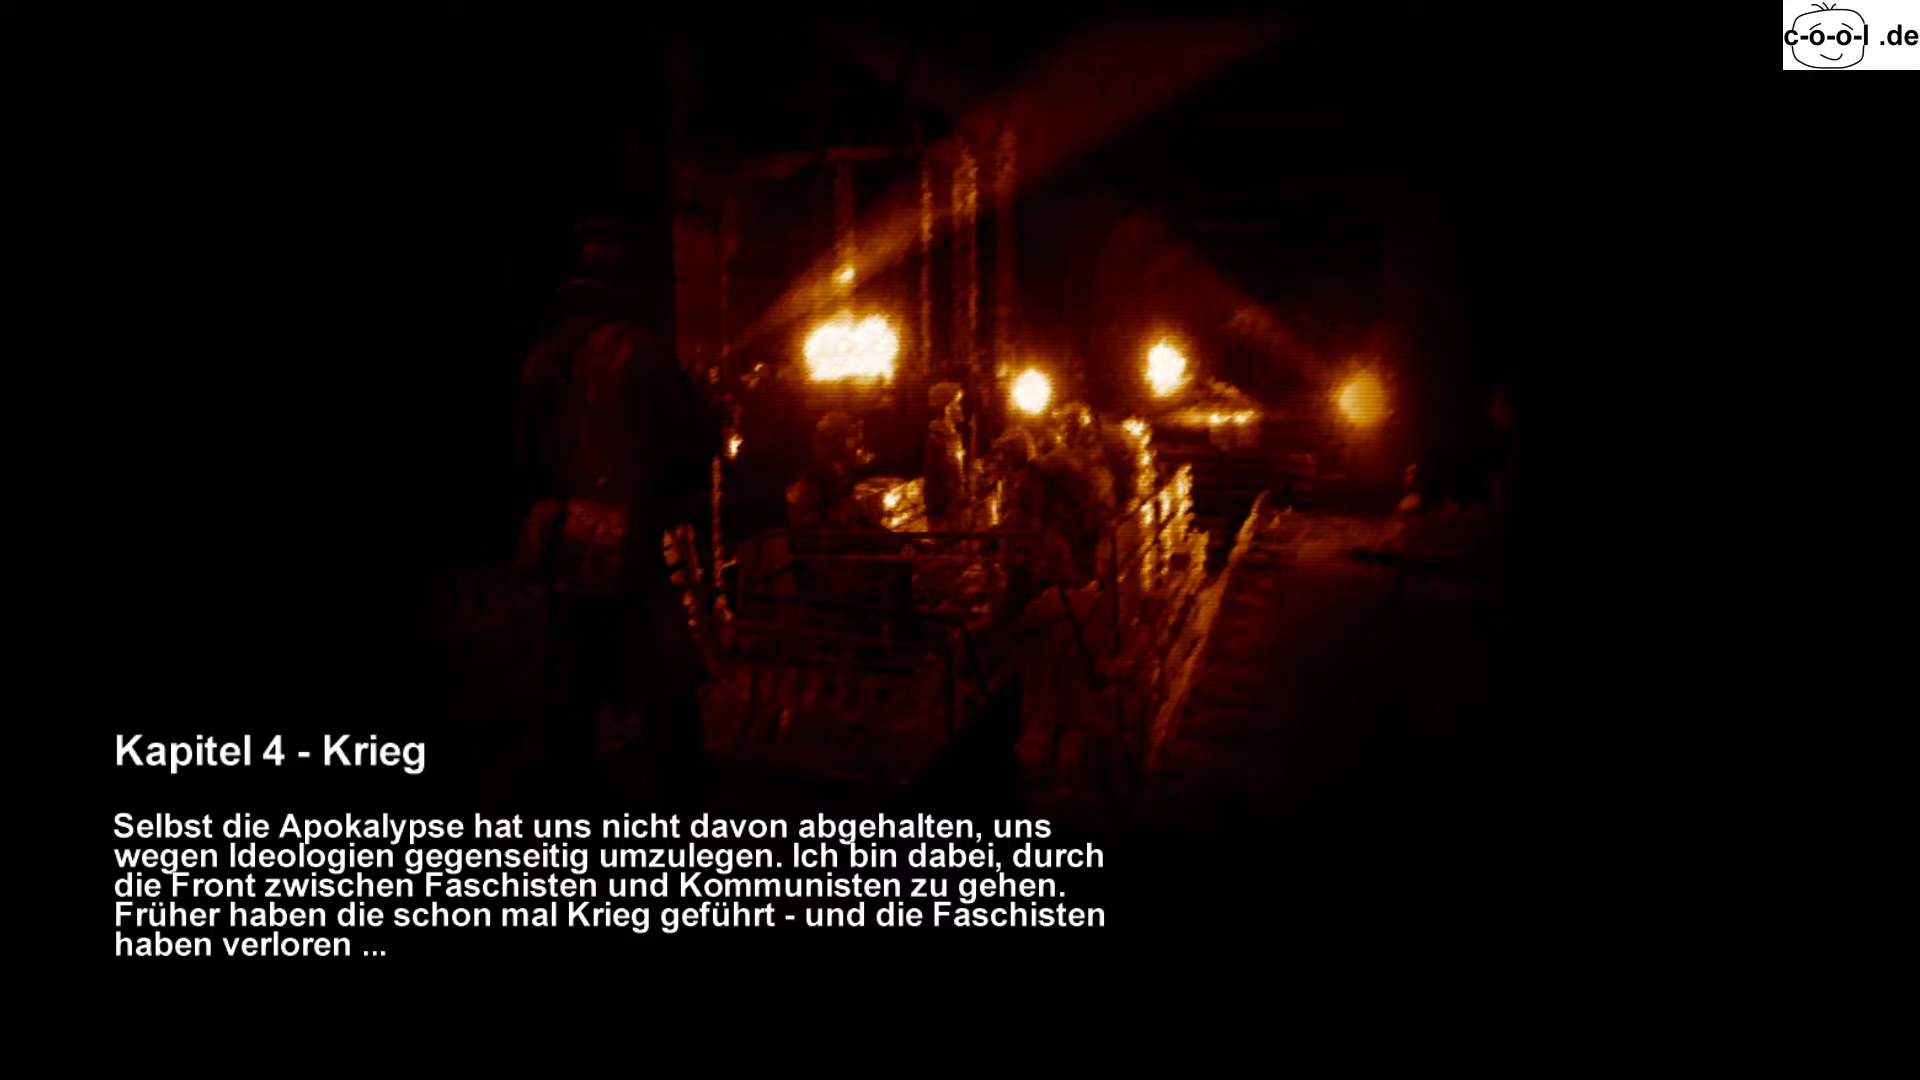 c-o-o-l .de
Kapitel 4 - Krieg
Selbst die Apokalypse hat uns nicht davon abgehalten, uns
wegen Ideologien gegenseitig umzulegen. Ich bin dabei, durch
die Front zwischen Faschisten und Kommunisten zu gehen.
Früher haben die schon mal Krieg geführt - und die Faschisten
haben verloren ...